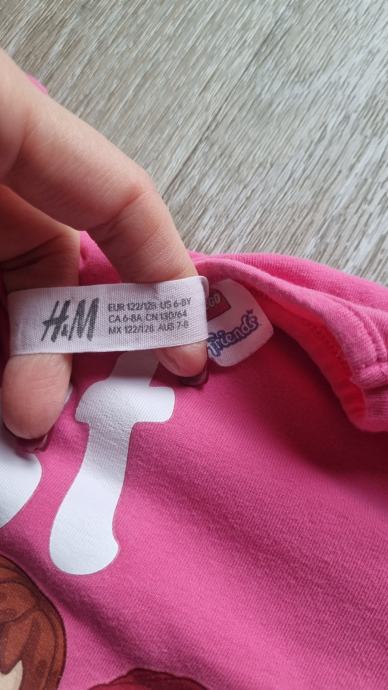 H&M
EUR 122/128 US 6-8Y
CA 6-8A CN 130/64
MX 122/128 AUS 7-8
GO
friends
f